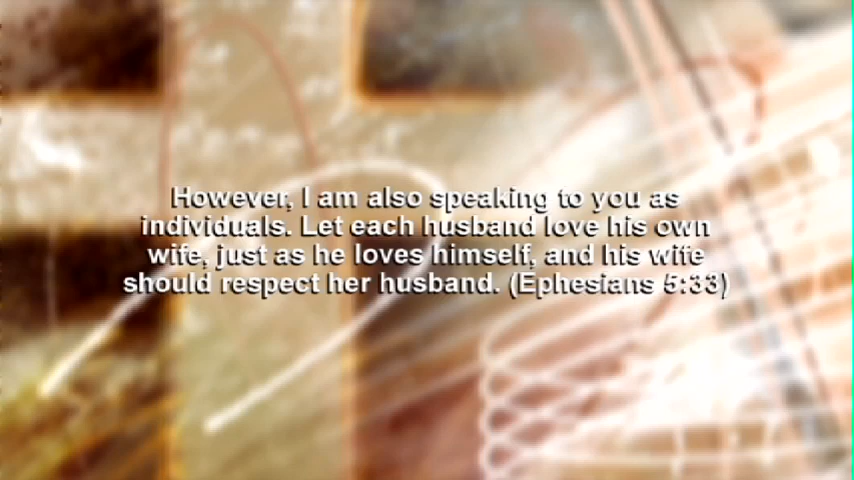 However, I am also speaking to you as
individuals. Let each husband love his own
wife, just as he loves himself, and his wife
should respect her husband. (Ephesians 5:33)